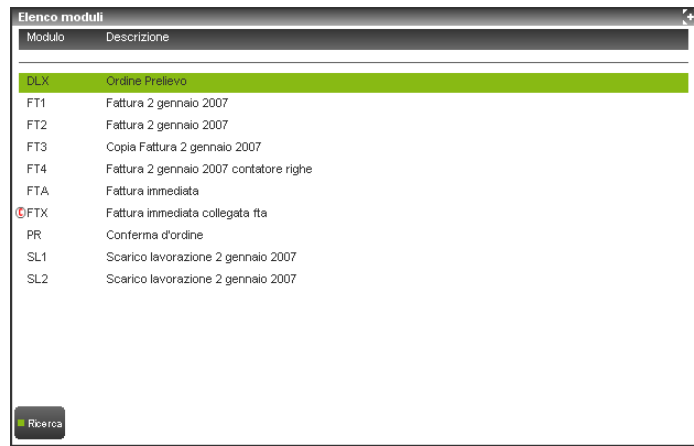 Elenco moduli
Modulo Descrizione
DLX Ordine Prelievo
FT1 Fattura 2 gennaio 2007
FT2 Fattura 2 gennaio 2007
FT3 Copia Fattura 2 gennaio 2007
FT4 Fattura 2 gennaio 2007 contatore righe
FTA Fattura immediata
©FTX Fattura immediata collegata fta
PR Conferma d'ordine
SL1 Scarico lavorazione 2 gennaio 2007
SL2 Scarico lavorazione 2 gennaio 2007
Ricerca